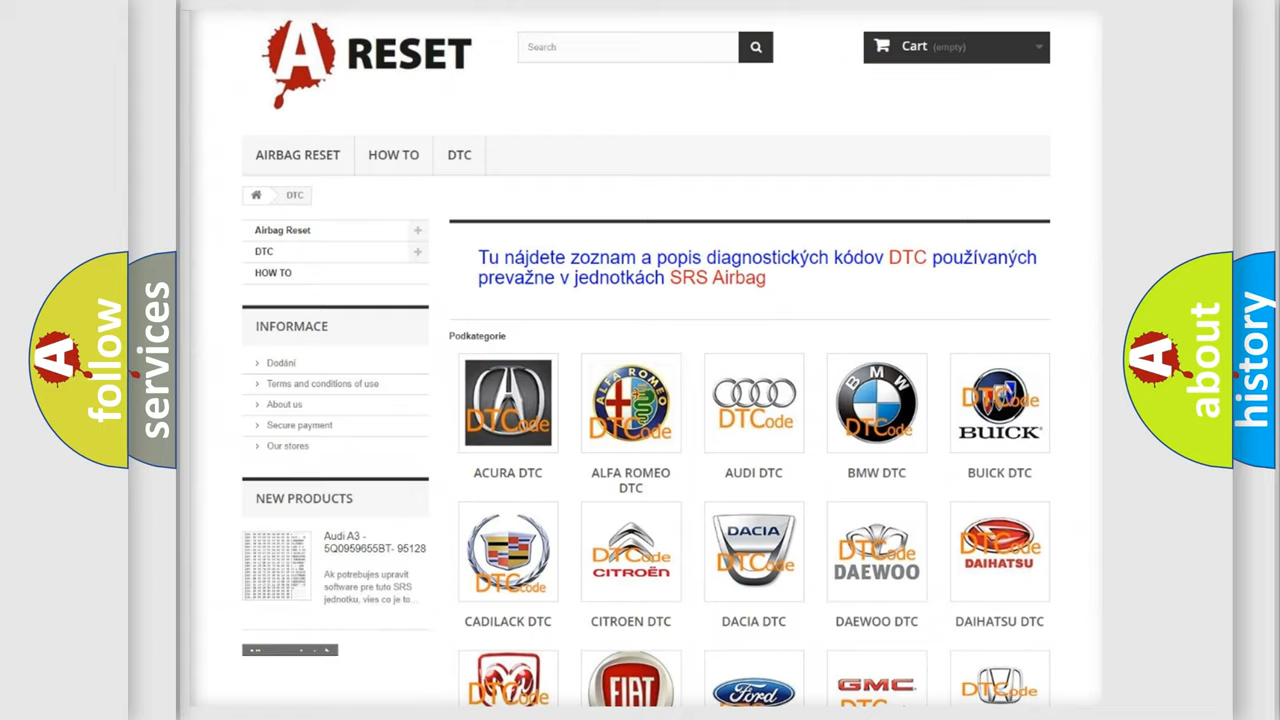 A RESET
Search
Cart (empty)
AIRBAG RESET
HOW TO
DTC
DTC
Airbag Reset
DTC
HOW TO
Tu nájdete zoznam a popis diagnostických kódov DTC používaných
prevažne v jednotkách SRS Airbag
INFORMACE
Dodání
Terms and conditions of use
About us
Secure payment
Our stores
Podkategorie
DTCode
ALFA ROMEO
DTCode
DTCode
BMW
DTCode
DTCode
BUICK
ACURA DTC
ALFA ROMEO
DTC
AUDI DTC
BMW DTC
BUICK DTC
NEW PRODUCTS
Audi A3 -
5Q0959655BT- 95128
Ak potrebujes upravit
software pre tuto SRS
jednotku, vies co je to...
DTCode
DTCode
CITROËN
DACIA
DTCode
DTCode
DAEWOO
DTCode
DAIHATSU
CADILACK DTC
CITROEN DTC
DACIA DTC
DAEWOO DTC
DAIHATSU DTC
DTCode
FIAT
Ford
GMC
DTCode
A follow
services
A about
history